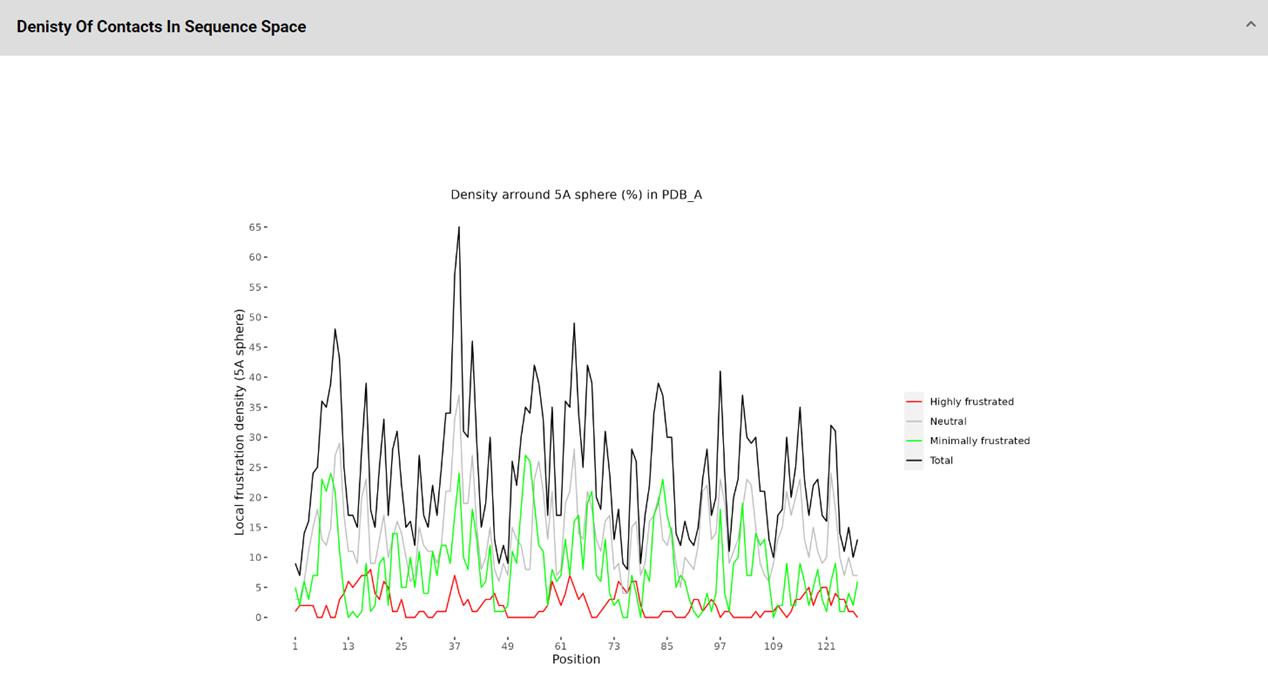 Denisty Of Contacts In Sequence Space
Density arround 5A sphere (%) in PDB_A
Local frustration density (5A sphere)
65
60
55
50
45
40
35
30
25
20
15
10
5
0
1 13 25 37 49 61 73 85 97 109 121
Position
Highly frustrated
Neutral
Minimally frustrated
Total